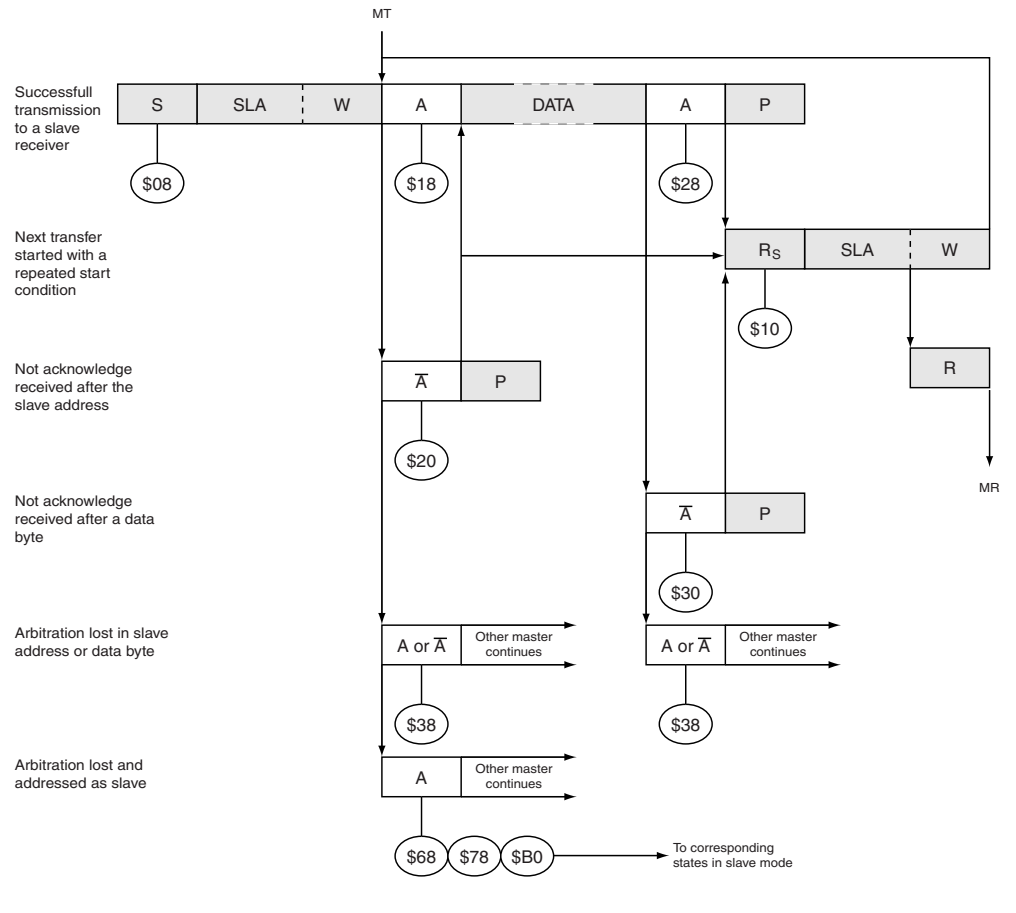 MT
Successfull
transmission
to a slave
receiver
S SLA W A DATA A P
$08 $18 $28
Next transfer
started with a
repeated start
condition
RS SLA W
$10
Not acknowledge
received after the
slave address
A̅ P
R
$20
MR
Not acknowledge
received after a data
byte
A̅ P
$30
Arbitration lost in slave
address or data byte
A or A̅
Other master
continues
A or A̅
Other master
continues
$38 $38
Arbitration lost and
addressed as slave
A
Other master
continues
$68 $78 $B0
To corresponding
states in slave mode